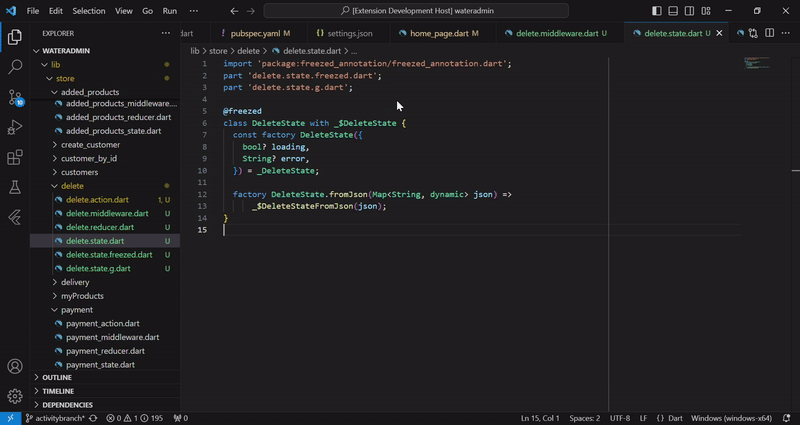 File Edit Selection View Go Run ··· [Extension Development Host] wateradmin
EXPLORER ···
dart pubspec.yaml M settings.json home_page.dart M delete.middleware.dart U delete.state.dart U
WATERADMIN
lib
store
added_products
added_products_middleware....
added_products_reducer.dart
added_products_state.dart
create_customer
customer_by_id
customers
delete
delete.action.dart 1, U
delete.middleware.dart U
delete.reducer.dart U
delete.state.dart U
delete.state.freezed.dart U
delete.state.g.dart U
delivery
myProducts
payment
payment_action.dart
payment_middleware.dart
payment_reducer.dart
payment_state.dart
OUTLINE
TIMELINE
DEPENDENCIES
10
lib > store > delete > delete.state.dart > ...
1 import 'package:freezed_annotation/freezed_annotation.dart';
2 part 'delete.state.freezed.dart';
3 part 'delete.state.g.dart';
4
5 @freezed
6 class DeleteState with _$DeleteState {
7 const factory DeleteState({
8 bool? loading,
9 String? error,
10 }) = _DeleteState;
11
12 factory DeleteState.fromJson(Map<String, dynamic> json) =>
13 _$DeleteStateFromJson(json);
14 }
15
activitybranch* 0 1 195 0 Ln 15, Col 1 Spaces: 2 UTF-8 LF {} Dart Windows (windows-x64)